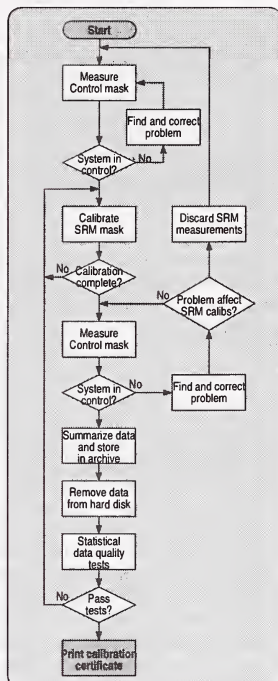 Start
Measure
Control mask
Find and correct
problem
System in
control?
No
Calibrate
SRM mask
Discard SRM
measurements
No
Calibration
complete?
No
Problem affect
SRM calibs?
Measure
Control mask
System in
control?
No
Find and correct
problem
Summarize data
and store
in archive
Remove data
from hard disk
Statistical
data quality
tests
No
Pass
tests?
Print calibration
certificate